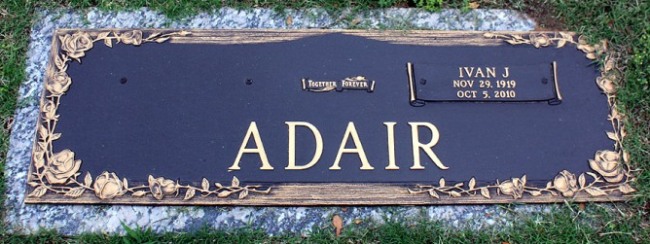 Together Forever
IVAN J
NOV 29, 1919
OCT 5, 2010
ADAIR